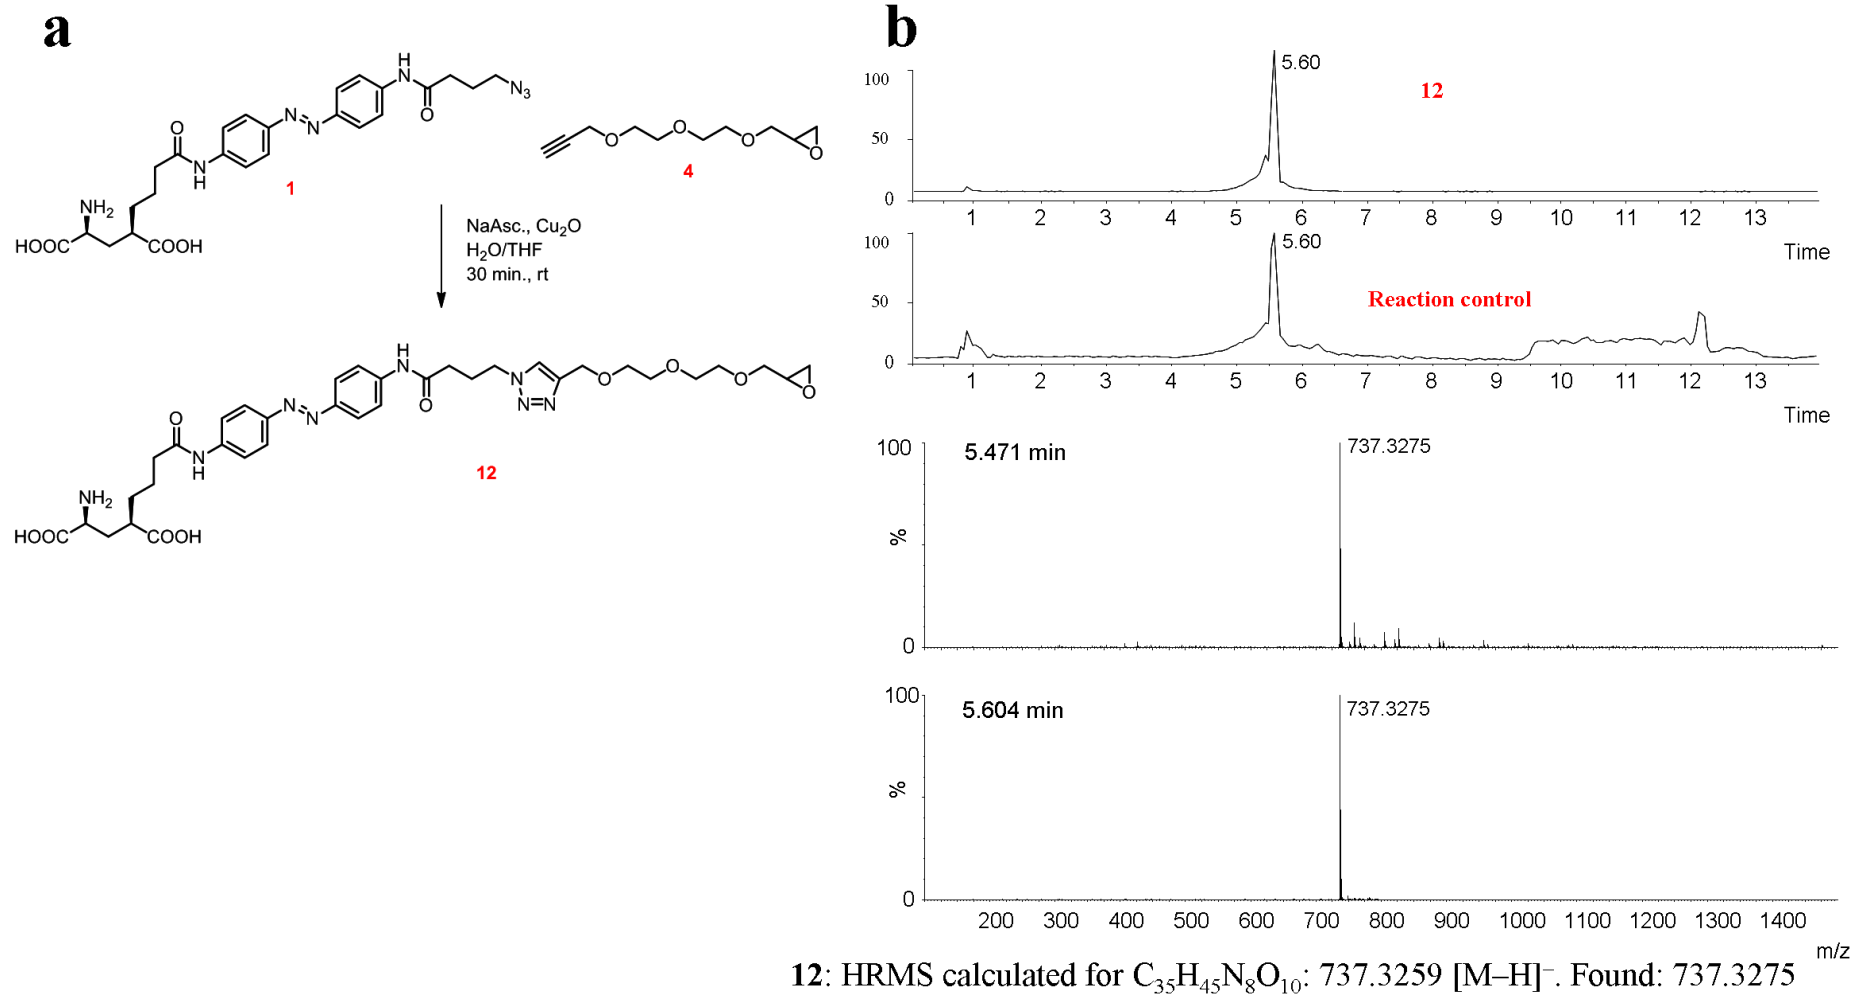 a
H
N
O
N3
N
N
O
N
H
1
NH2
HOOC
COOH
O
O
O
O
4
NaAsc., Cu2O
H2O/THF
30 min., rt
H
N
O
N
N
N
O
O
O
O
N
N
O
N
H
12
NH2
HOOC
COOH
b
100
50
0
5.60
12
1 2 3 4 5 6 7 8 9 10 11 12 13
Time
100
50
0
5.60
Reaction control
1 2 3 4 5 6 7 8 9 10 11 12 13
Time
100
%
0
5.471 min
737.3275
100
%
0
5.604 min
737.3275
200 300 400 500 600 700 800 900 1000 1100 1200 1300 1400
m/z
12: HRMS calculated for C35H45N8O10: 737.3259 [M–H]–. Found: 737.3275